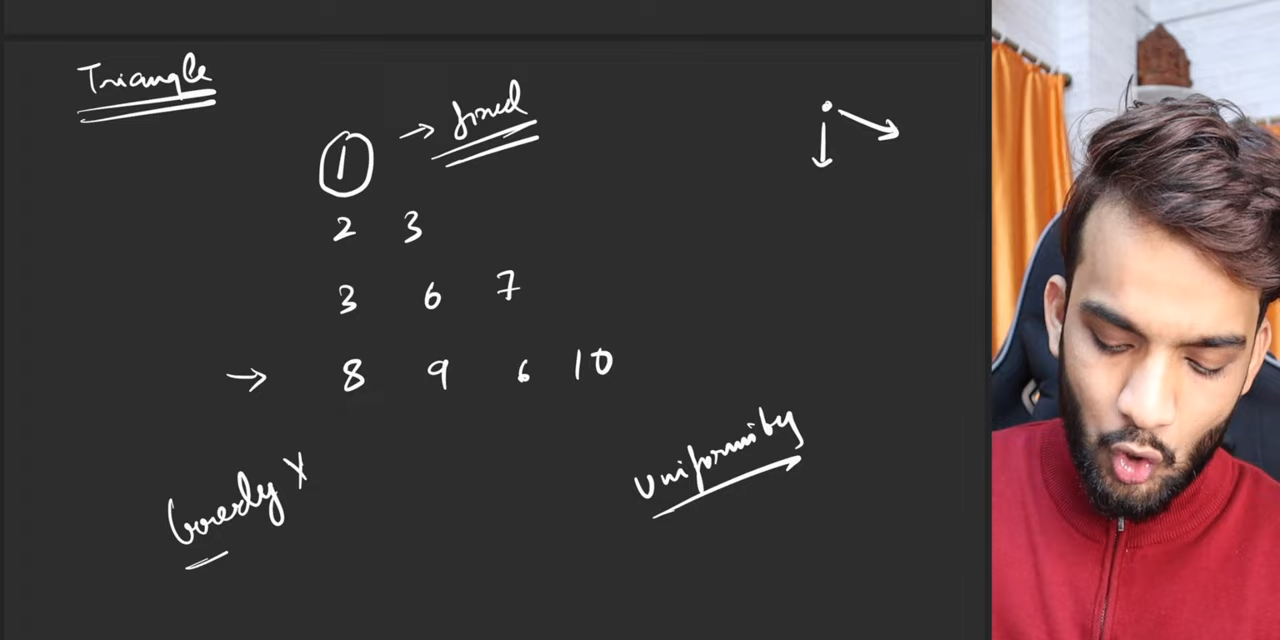 Triangle
1 → fixed
2 3
3 6 7
→ 8 9 6 10
Uniformity
Greedy X